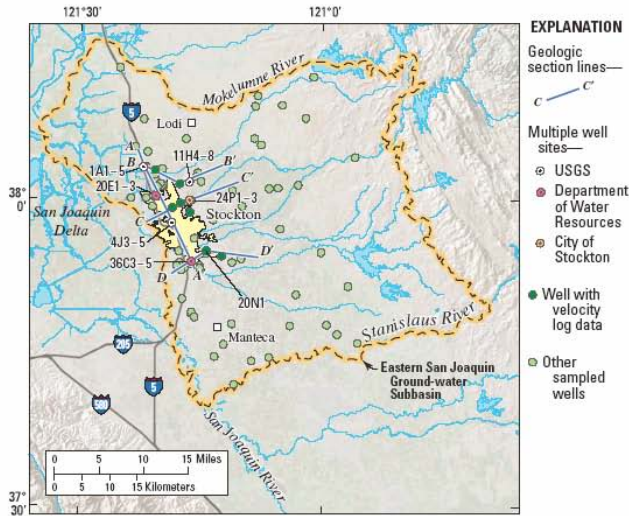 121°30'
121°0'
EXPLANATION
Geologic
section lines—
C C'
Multiple well
sites—
USGS
Department
of Water
Resources
City of
Stockton
Well with
velocity
log data
Other
sampled
wells
Mokelumne River
5
Lodi
A
B
11H4-8
B'
1A1-5
C'
20E1-3
24P1-3
38°
0'
Stockton
San Joaquin
Delta
C
4J3-5
D'
36C3-5
D
A'
20N1
Manteca
Stanislaus River
205
Eastern San Joaquin
Ground-water
Subbasin
5
580
San Joaquin River
0 5 10 15 Miles
0 5 10 15 Kilometers
37°
30'